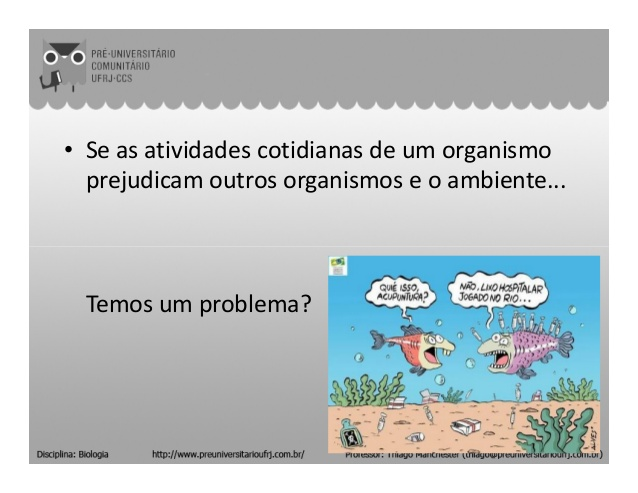 PRÉ-UNIVERSITÁRIO
COMUNITÁRIO
UFRJ-CCS
• Se as atividades cotidianas de um organismo
prejudicam outros organismos e o ambiente...
Temos um problema?
QUIÉ ISSO,
ACUPUNTURA?
NÃO, LIXO HOSPITALAR
JOGADO NO RIO...
ALVES
Disciplina: Biologia
http://www.preuniversitarioufrj.com.br/
Professor: Thiago Manchester (thiago@preuniversitarioufrj.com.br)